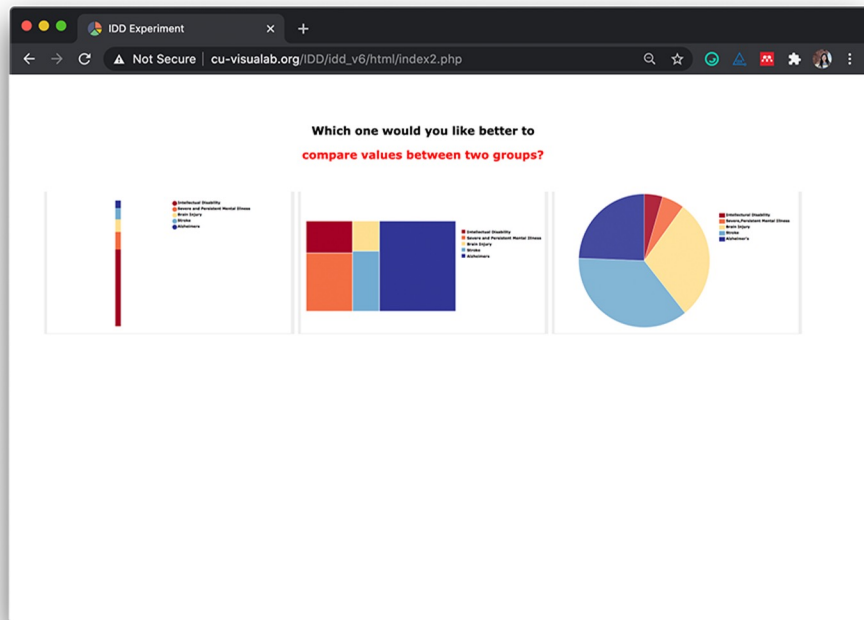 IDD Experiment
Not Secure | cu-visualab.org/IDD/idd_v6/html/index2.php
Which one would you like better to
compare values between two groups?
Intellectual Disability
Severe and Persistent Mental Illness
Brain Injury
Stroke
Alzheimers
Intellectual Disability
Severe and Persistent Mental Illness
Brain Injury
Stroke
Alzheimers
Intellectural Disability
Severe,Persistent Mental Illness
Brain Injury
Stroke
Alzheimer's